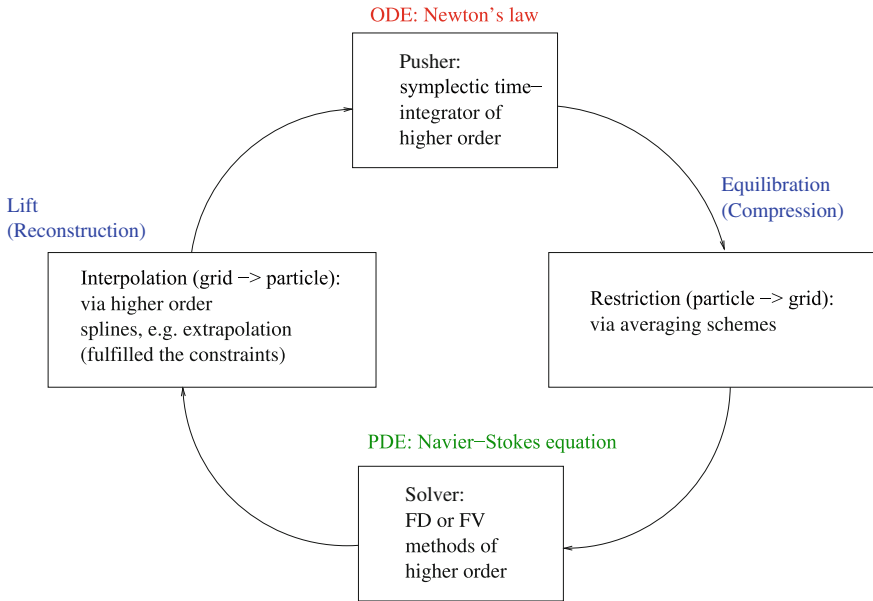 ODE: Newton's law
Pusher:
symplectic time−
integrator of
higher order
Equilibration
(Compression)
Lift
(Reconstruction)
Interpolation (grid −> particle):
via higher order
splines, e.g. extrapolation
(fulfilled the constraints)
Restriction (particle −> grid):
via averaging schemes
PDE: Navier−Stokes equation
Solver:
FD or FV
methods of
higher order